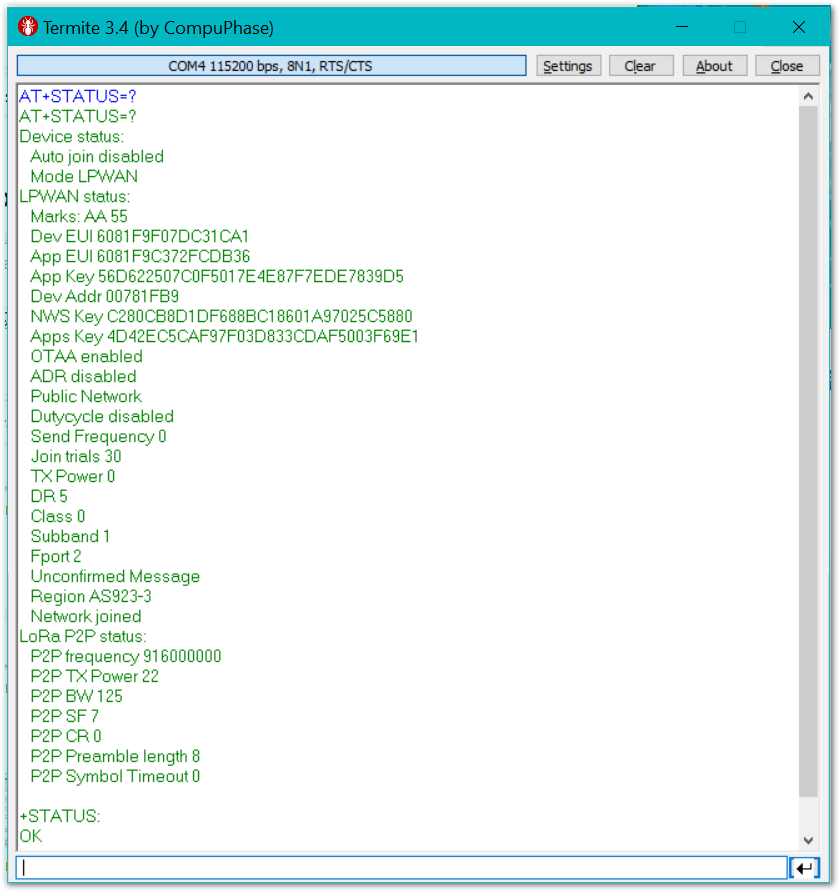 Termite 3.4 (by CompuPhase)
COM4 115200 bps, 8N1, RTS/CTS
Settings
Clear
About
Close
AT+STATUS=?
AT+STATUS=?
Device status:
Auto join disabled
Mode LPWAN
LPWAN status:
Marks: AA 55
Dev EUI 6081F9F07DC31CA1
App EUI 6081F9C372FCDB36
App Key 56D622507C0F5017E4E87F7EDE7839D5
Dev Addr 00781FB9
NWS Key C280CB8D1DF688BC18601A97025C5880
Apps Key 4D42EC5CAF97F03D833CDAF5003F69E1
OTAA enabled
ADR disabled
Public Network
Dutycycle disabled
Send Frequency 0
Join trials 30
TX Power 0
DR 5
Class 0
Subband 1
Fport 2
Unconfirmed Message
Region AS923-3
Network joined
LoRa P2P status:
P2P frequency 916000000
P2P TX Power 22
P2P BW 125
P2P SF 7
P2P CR 0
P2P Preamble length 8
P2P Symbol Timeout 0
+STATUS:
OK